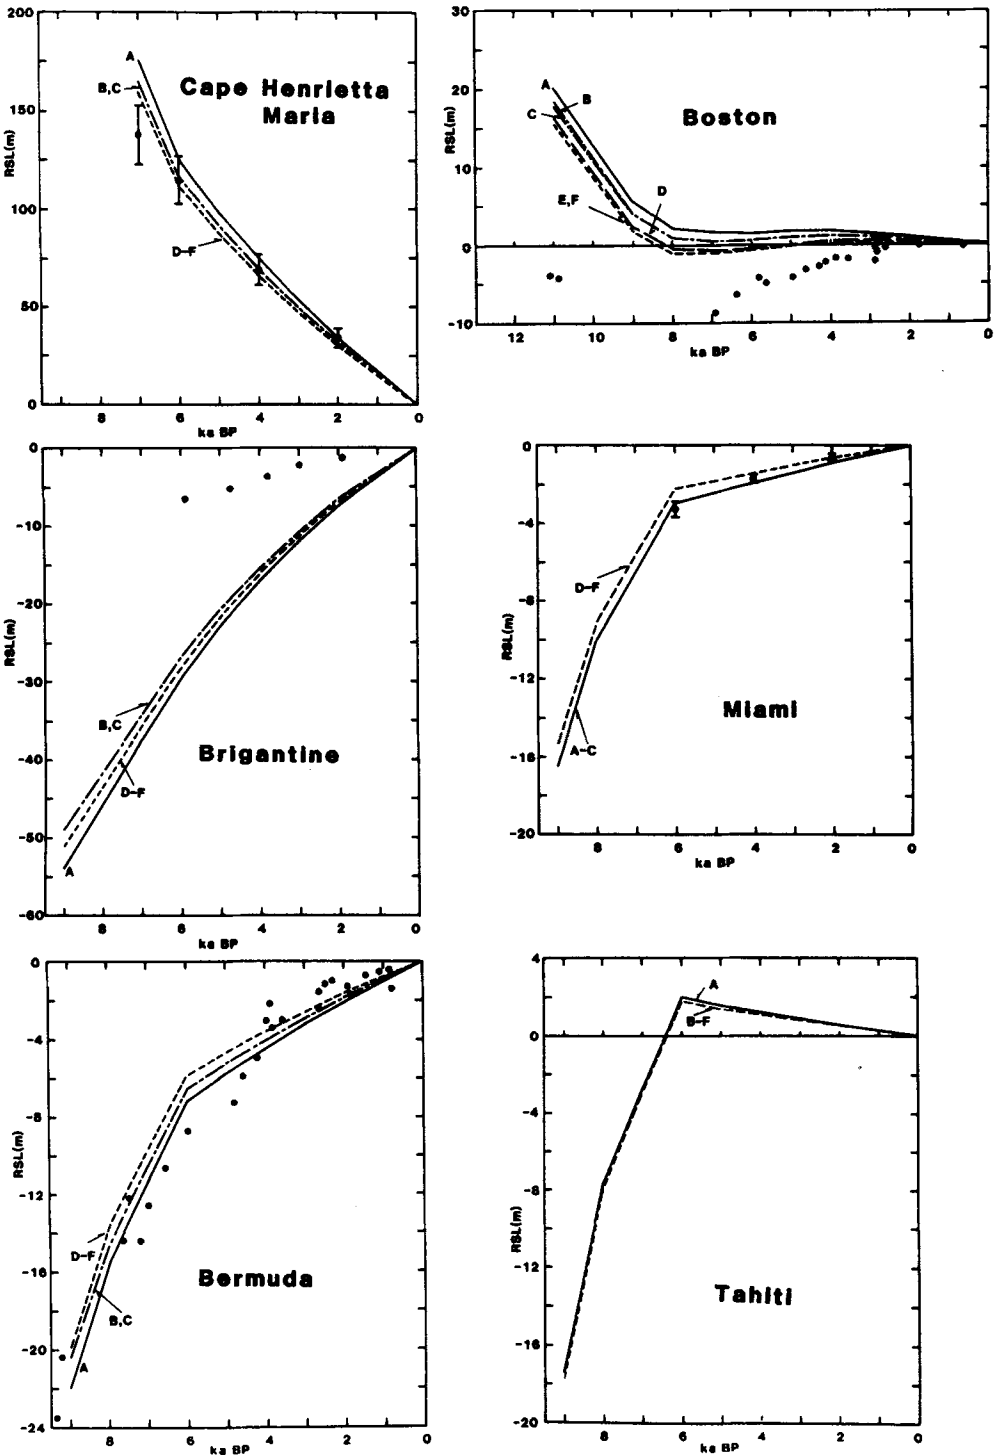 Cape Henrietta
Maria
200
150
100
50
0
RSL(m)
A
B,C
D-F
8 6 4 2 0
ka BP
Boston
30
20
10
0
-10
RSL(m)
A
B
C
D
E,F
12 10 8 6 4 2 0
ka BP
Brigantine
0
-10
-20
-30
-40
-50
-60
RSL(m)
B,C
D-F
A
8 6 4 2 0
ka BP
Miami
0
-4
-8
-12
-16
-20
RSL(m)
D-F
A-C
8 6 4 2 0
ka BP
Bermuda
0
-4
-8
-12
-16
-20
-24
RSL(m)
D-F
B,C
A
8 6 4 2 0
ka BP
Tahiti
4
0
-4
-8
-12
-16
-20
RSL(m)
A
B-F
8 6 4 2 0
ka BP